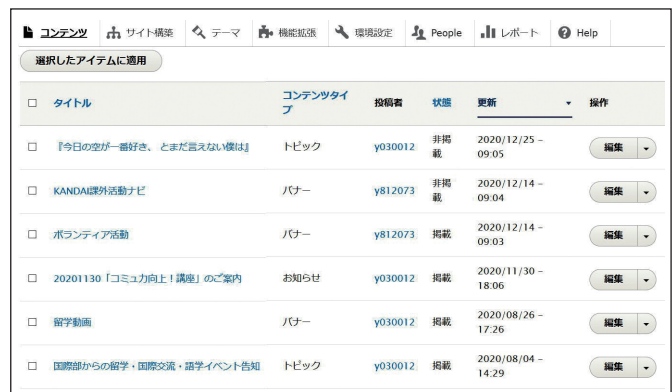 コンテンツ サイト構築 テーマ 機能拡張 環境設定 People レポート Help
選択したアイテムに適用
タイトル コンテンツタイプ 投稿者 状態 更新 操作
『今日の空が一番好き、 とまだ言えない僕は』 トピック y030012 非掲載 2020/12/25 – 09:05 編集
KANDAI課外活動ナビ バナー y812073 非掲載 2020/12/14 – 09:04 編集
ボランティア活動 バナー y812073 掲載 2020/12/14 – 09:03 編集
20201130「コミュ力向上！講座」のご案内 お知らせ y030012 掲載 2020/11/30 – 18:06 編集
留学動画 バナー y030012 掲載 2020/08/26 – 17:26 編集
国際部からの留学・国際交流・語学イベント告知 トピック y030012 掲載 2020/08/04 – 14:29 編集